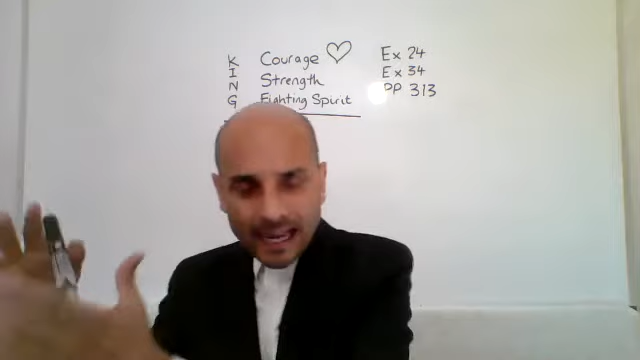 K Courage ♡ Ex 24
I Strength Ex 34
N PP 313
G Fighting Spirit